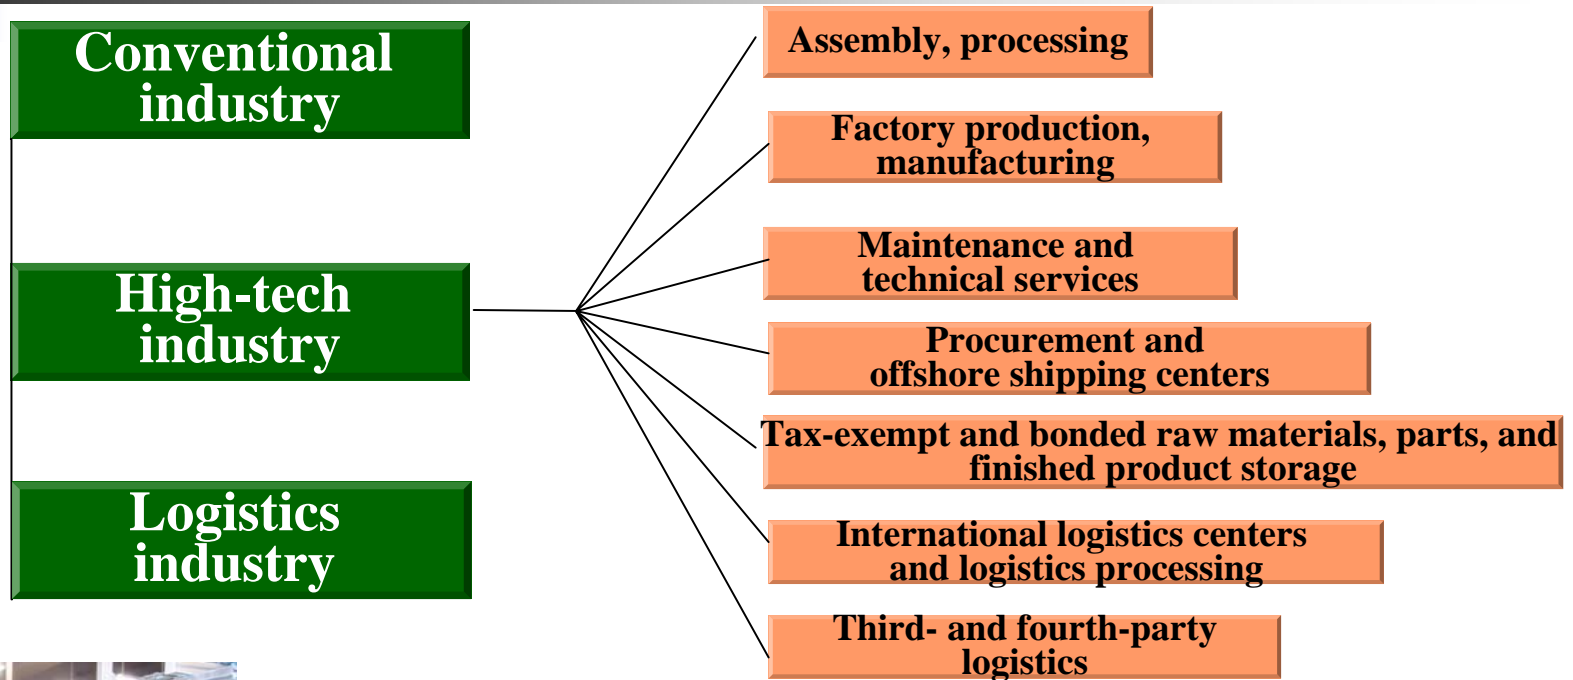 Conventional
industry
High-tech
industry
Logistics
industry
Assembly, processing
Factory production,
manufacturing
Maintenance and
technical services
Procurement and
offshore shipping centers
Tax-exempt and bonded raw materials, parts, and
finished product storage
International logistics centers
and logistics processing
Third- and fourth-party
logistics